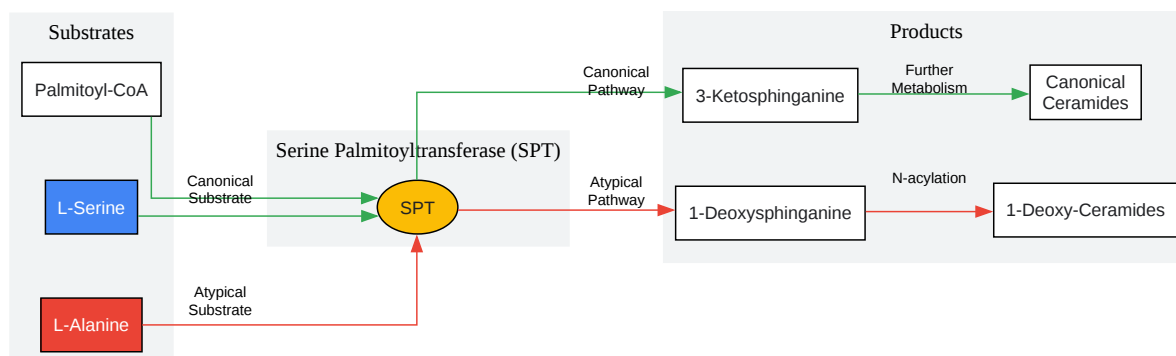 Substrates
Palmitoyl-CoA
L-Serine
L-Alanine
Canonical
Substrate
Atypical
Substrate
Serine Palmitoyltransferase (SPT)
SPT
Canonical
Pathway
Atypical
Pathway
Products
3-Ketosphinganine
Further
Metabolism
Canonical
Ceramides
1-Deoxysphinganine
N-acylation
1-Deoxy-Ceramides